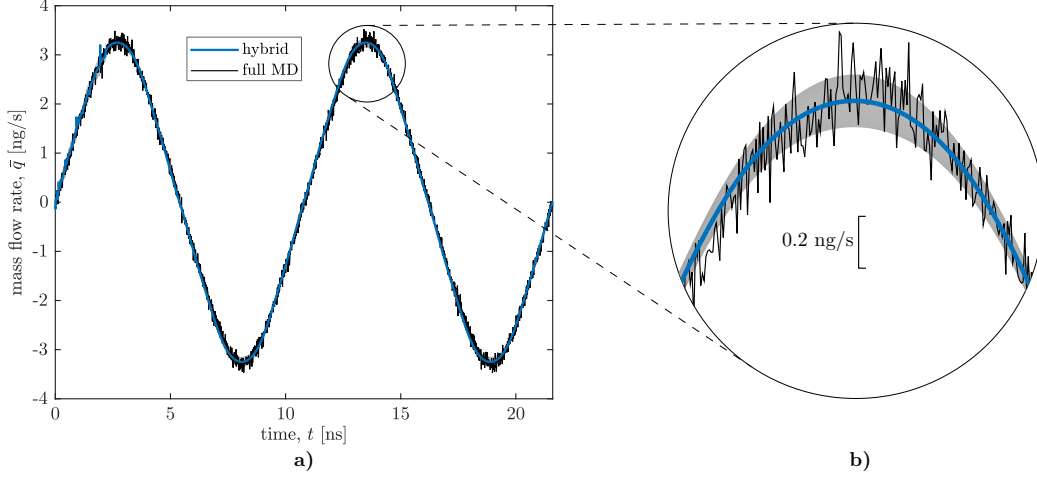 4
3
2
1
0
-1
-2
-3
-4
mass flow rate, q̄ [ng/s]
hybrid
full MD
0 5 10 15 20
time, t [ns]
a)
0.2 ng/s
b)